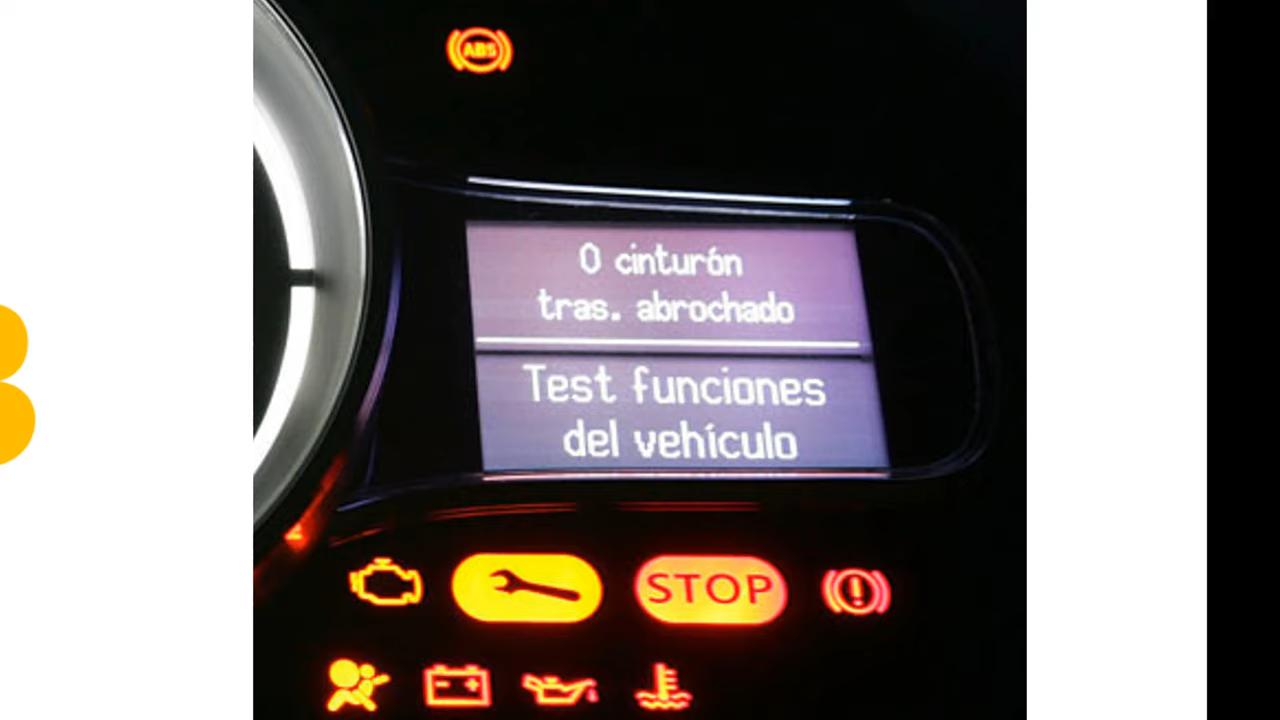 ABS
0 cinturón
tras. abrochado
Test funciones
del vehículo
STOP